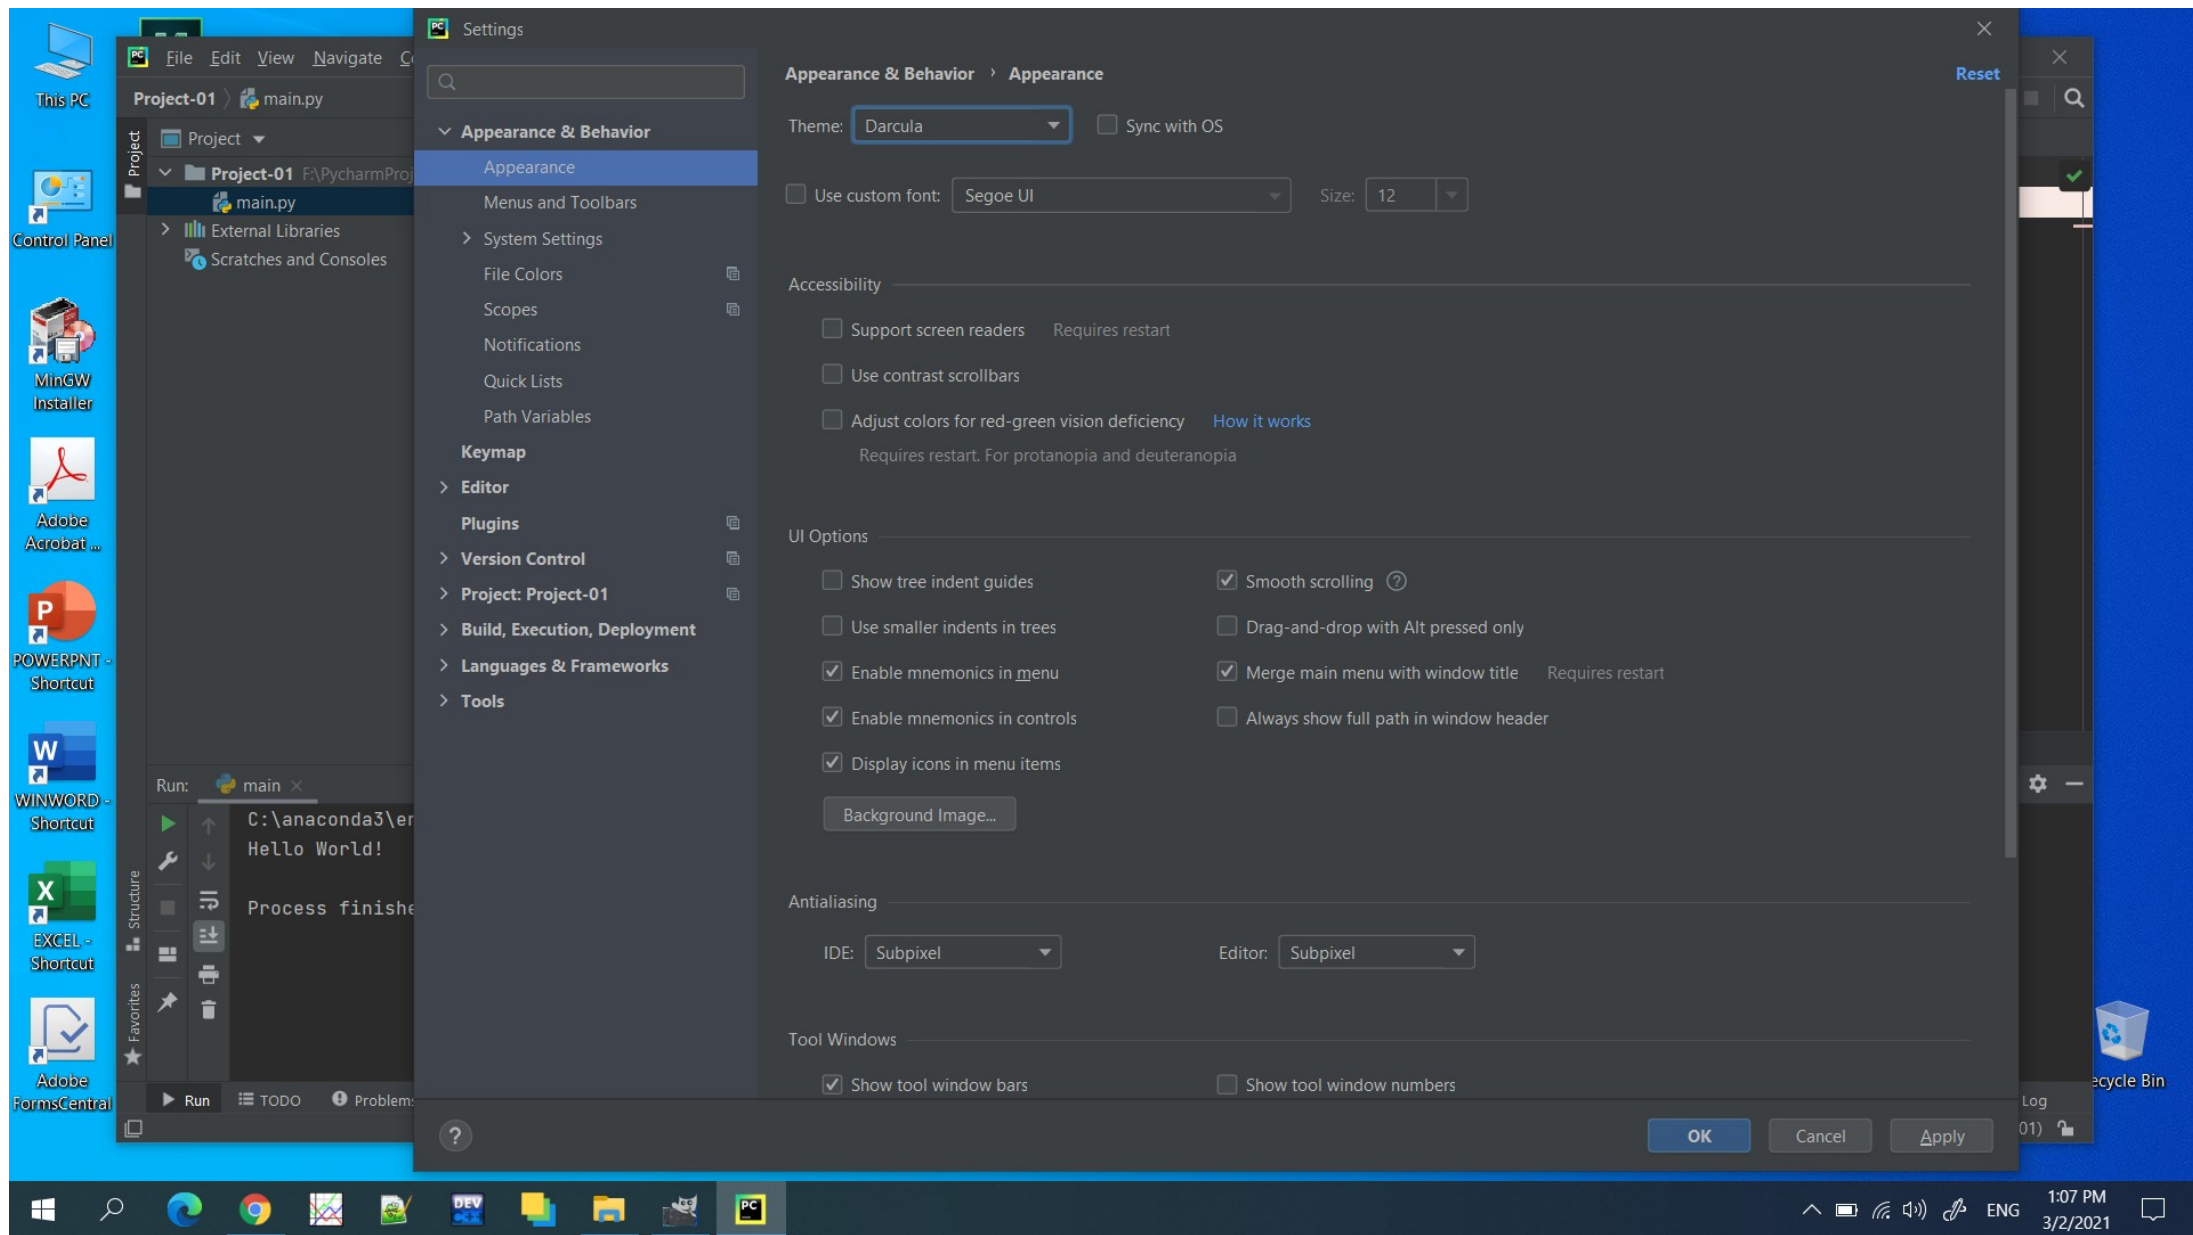 This PC
Control Panel
MinGW
Installer
Adobe
Acrobat ...
POWERPNT -
Shortcut
WINWORD -
Shortcut
EXCEL -
Shortcut
Adobe
FormsCentral
File Edit View Navigate
Project-01 main.py
Project
Project
Project-01 F:\PycharmProj
main.py
External Libraries
Scratches and Consoles
Run: main
C:\anaconda3\er
Hello World!
Process finishe
Structure
Favorites
Run TODO Problems
Settings
Appearance & Behavior
Appearance
Menus and Toolbars
System Settings
File Colors
Scopes
Notifications
Quick Lists
Path Variables
Keymap
Editor
Plugins
Version Control
Project: Project-01
Build, Execution, Deployment
Languages & Frameworks
Tools
Appearance & Behavior › Appearance Reset
Theme: Darcula Sync with OS
Use custom font: Segoe UI Size: 12
Accessibility
Support screen readers Requires restart
Use contrast scrollbars
Adjust colors for red-green vision deficiency How it works
Requires restart. For protanopia and deuteranopia
UI Options
Show tree indent guides Smooth scrolling ?
Use smaller indents in trees Drag-and-drop with Alt pressed only
Enable mnemonics in menu Merge main menu with window title Requires restart
Enable mnemonics in controls Always show full path in window header
Display icons in menu items
Background Image...
Antialiasing
IDE: Subpixel Editor: Subpixel
Tool Windows
Show tool window bars Show tool window numbers
? OK Cancel Apply
Log
01)
ecycle Bin
DEV
PC
ENG
1:07 PM
3/2/2021